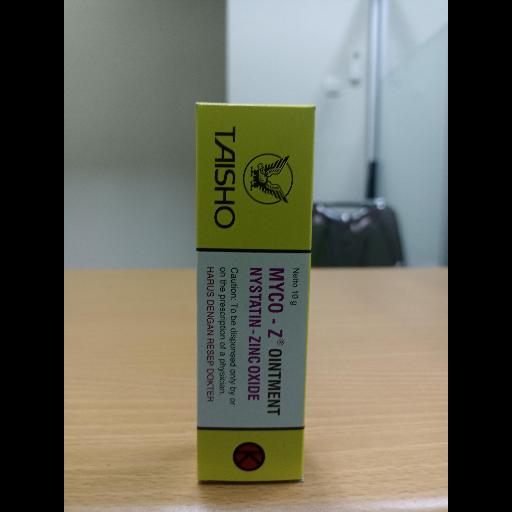 TAISHO
Netto 10 g
MYCO - Z® OINTMENT
NYSTATIN - ZINC OXIDE
Caution: To be dispensed only by or
on the prescription of a physician.
HARUS DENGAN RESEP DOKTER
K